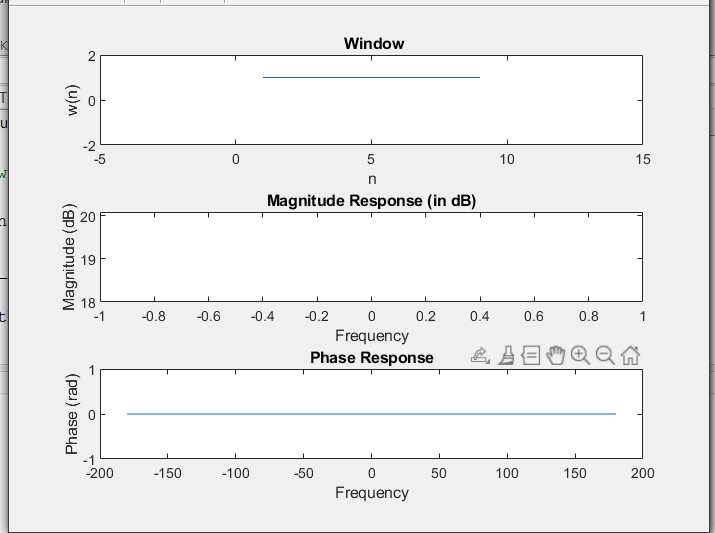 Window
2
0
-2
w(n)
-5 0 5 10 15
n
Magnitude Response (in dB)
20
19
18
Magnitude (dB)
-1 -0.8 -0.6 -0.4 -0.2 0 0.2 0.4 0.6 0.8 1
Frequency
Phase Response
1
0
-1
Phase (rad)
-200 -150 -100 -50 0 50 100 150 200
Frequency